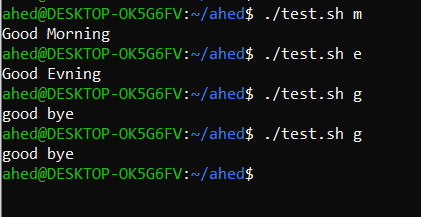 ahed@DESKTOP-OK5G6FV:~/ahed$ ./test.sh m
Good Morning
ahed@DESKTOP-OK5G6FV:~/ahed$ ./test.sh e
Good Evning
ahed@DESKTOP-OK5G6FV:~/ahed$ ./test.sh g
good bye
ahed@DESKTOP-OK5G6FV:~/ahed$ ./test.sh g
good bye
ahed@DESKTOP-OK5G6FV:~/ahed$